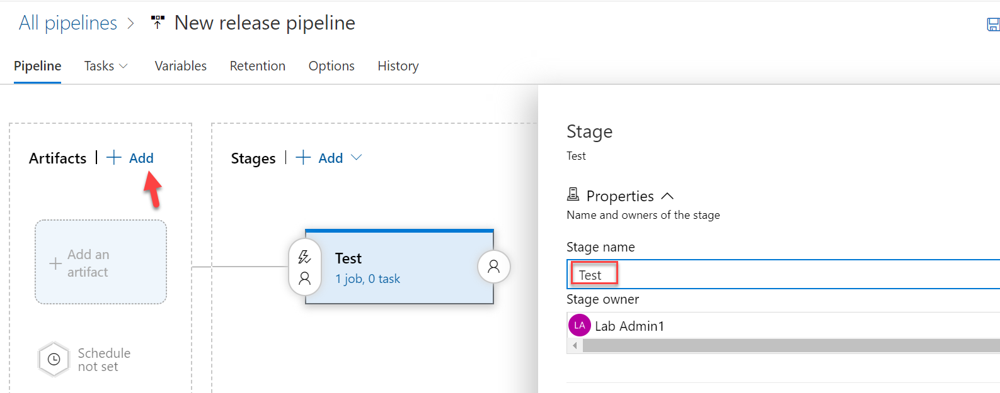 All pipelines > New release pipeline
Pipeline Tasks Variables Retention Options History
Artifacts | + Add
Add an
artifact
Schedule
not set
Stages | + Add
Test
1 job, 0 task
Stage
Test
Properties
Name and owners of the stage
Stage name
Test
Stage owner
LA Lab Admin1